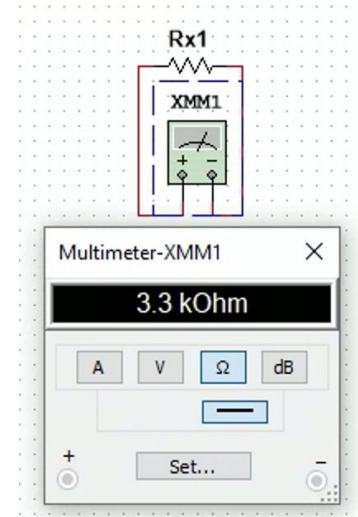 Rx1
XMM1
+ −
Multimeter-XMM1
3.3 kOhm
A V Ω dB
+ −
Set...